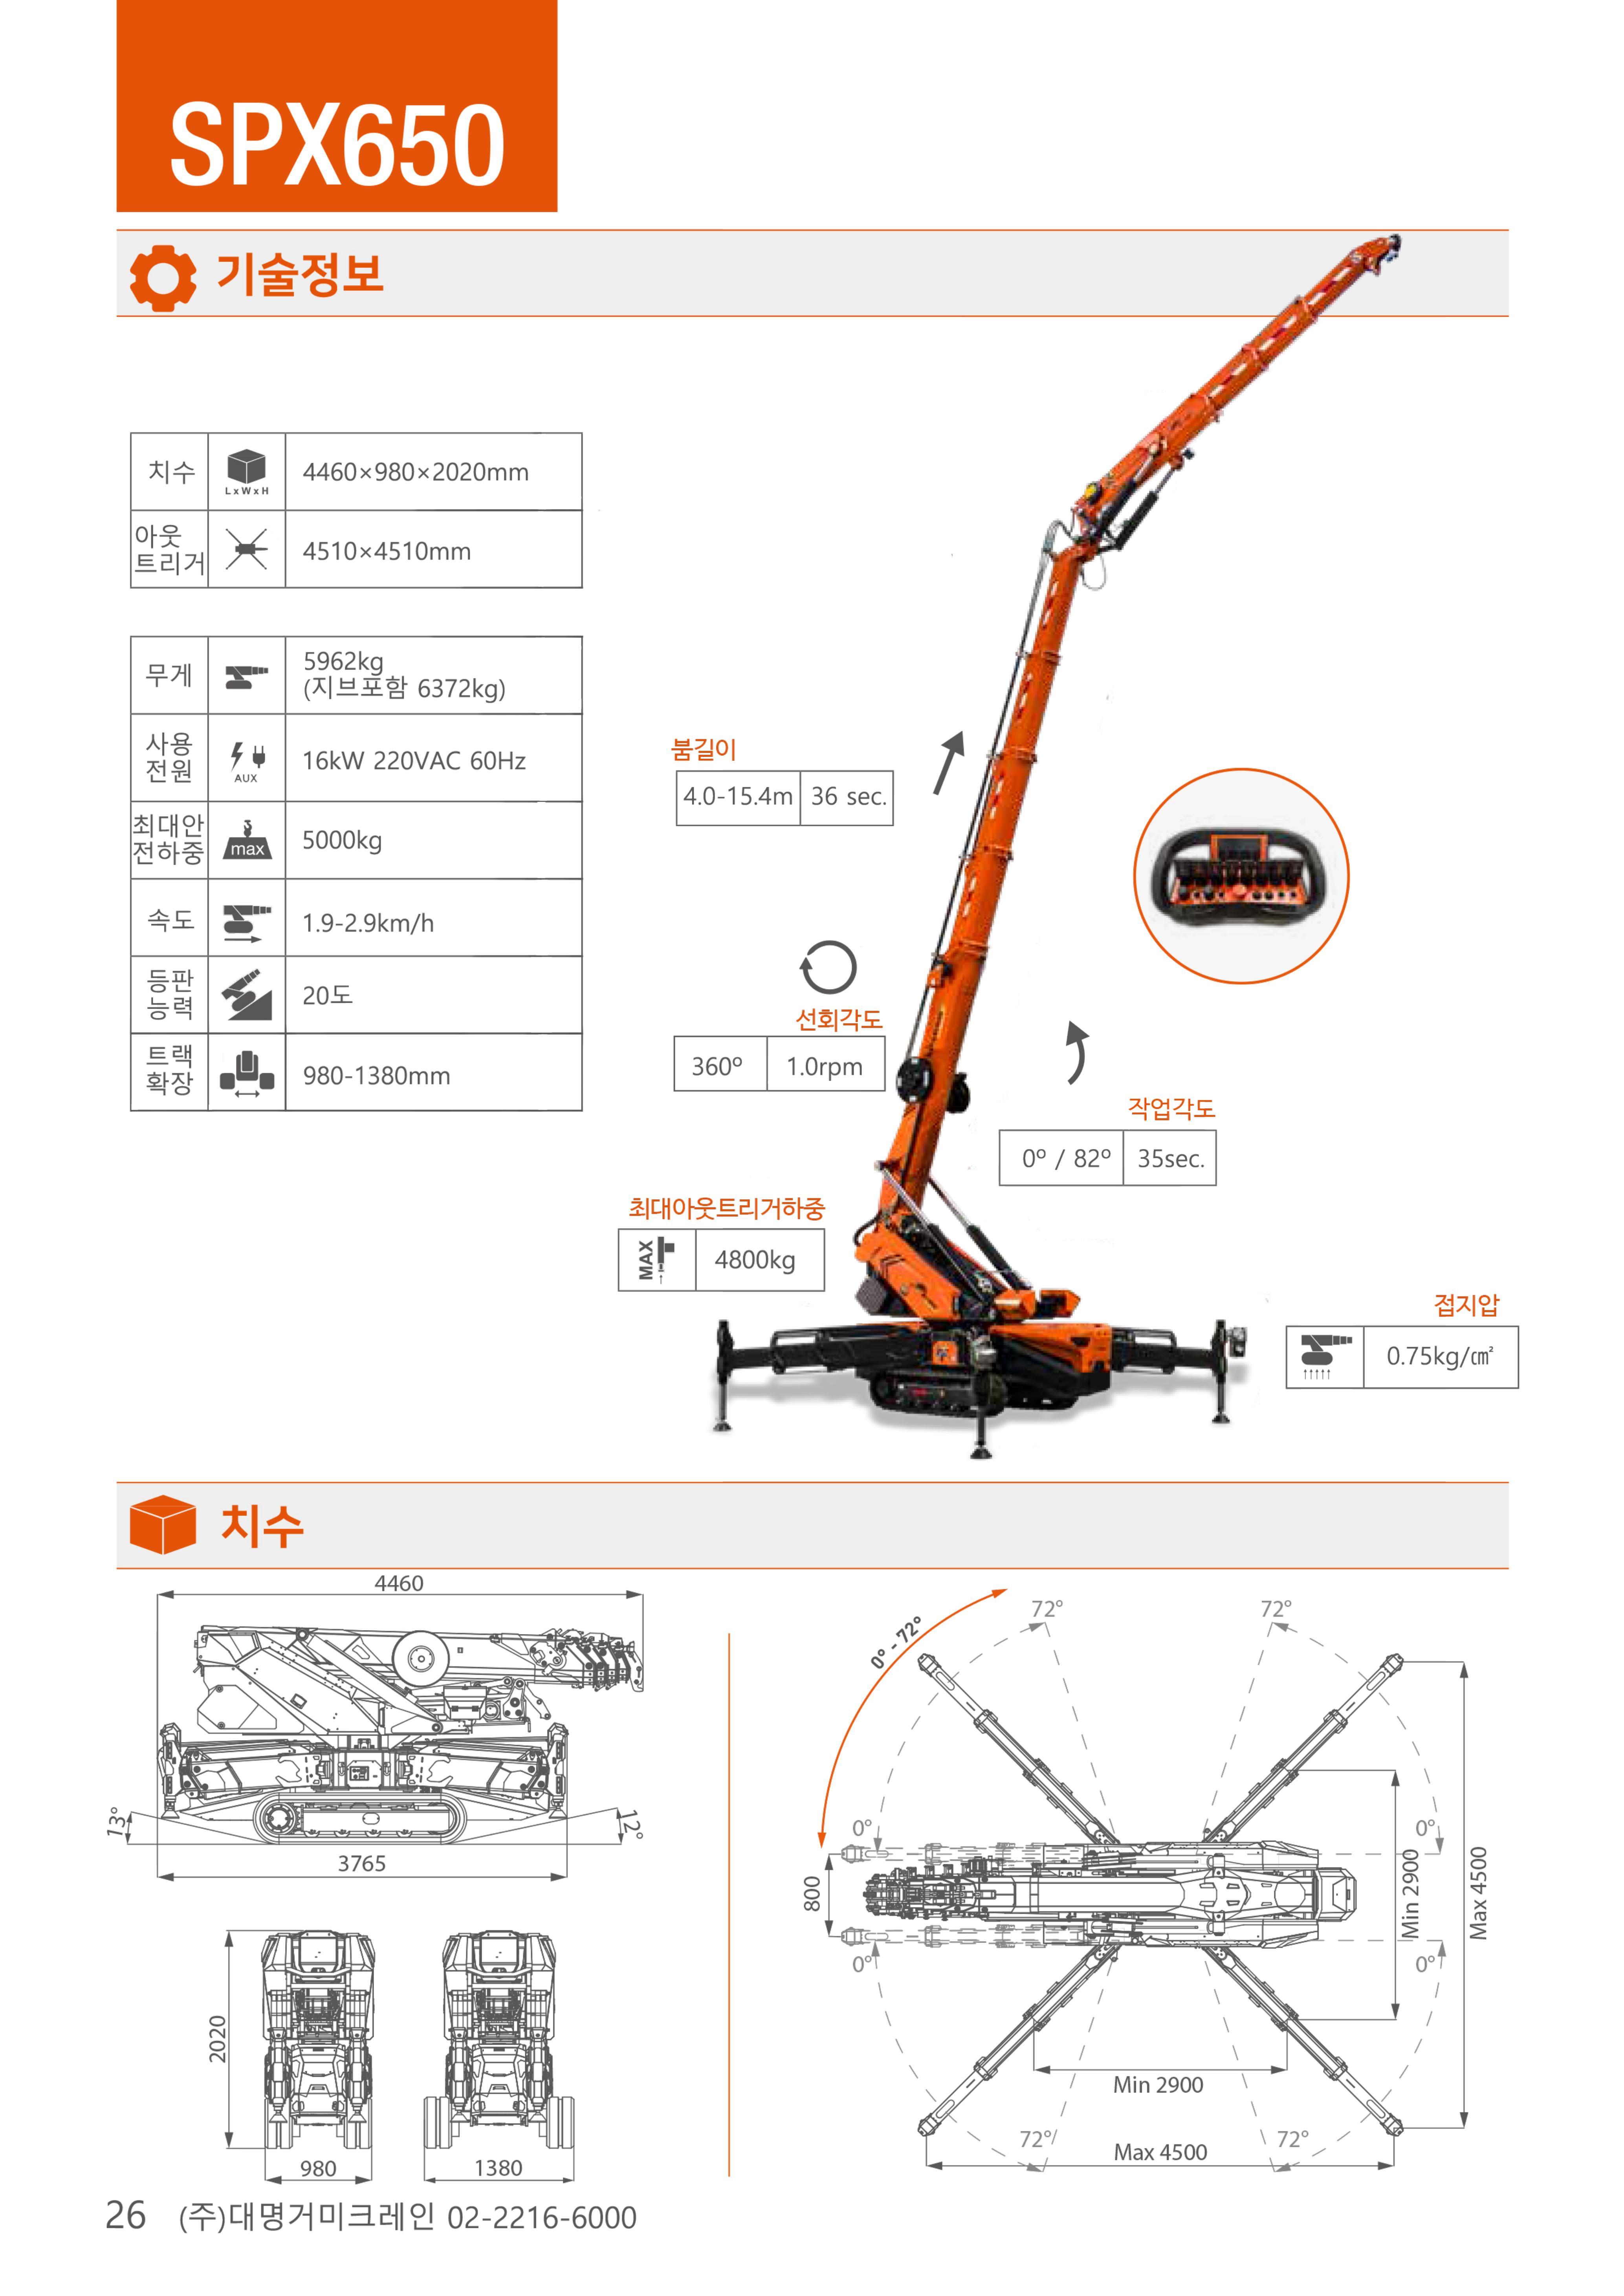 SPX650
기술정보
치수
LxWxH
4460×980×2020mm
아웃
트리거
4510×4510mm
무게
5962kg
(지브포함 6372kg)
사용
전원
AUX
16kW 220VAC 60Hz
최대안
전하중
max
5000kg
속도
1.9-2.9km/h
등판
능력
20도
트랙
확장
980-1380mm
붐길이
4.0-15.4m
36 sec.
선회각도
360º
1.0rpm
작업각도
0º / 82º
35sec.
최대아웃트리거하중
MAX
4800kg
접지압
0.75kg/㎠
치수
4460
13°
12°
3765
2020
980
1380
0° - 72°
72°
72°
0°
0°
800
Min 2900
Max 4500
0°
0°
Min 2900
72°
72°
Max 4500
26 (주)대명거미크레인 02-2216-6000